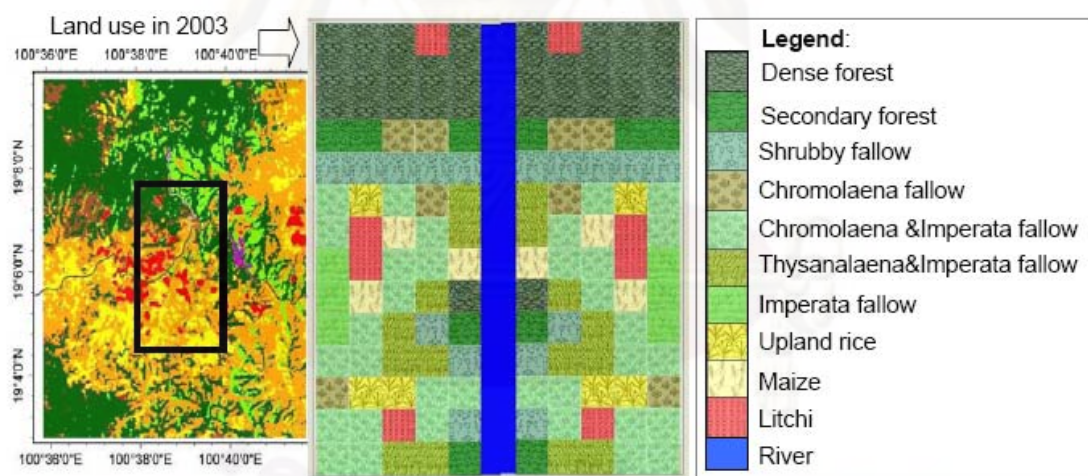 Land use in 2003
100°36'0"E 100°38'0"E 100°40'0"E
19°8'0"N
19°6'0"N
19°4'0"N
100°36'0"E 100°38'0"E 100°40'0"E
Legend:
Dense forest
Secondary forest
Shrubby fallow
Chromolaena fallow
Chromolaena &Imperata fallow
Thysanalaena&Imperata fallow
Imperata fallow
Upland rice
Maize
Litchi
River